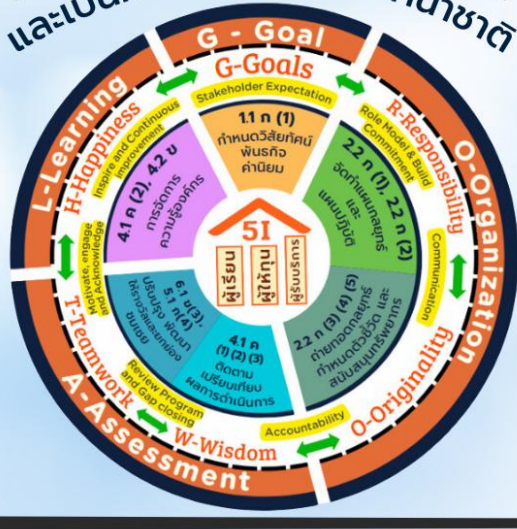 และเป็น
นาชาติ
G - Goal
G-Goals
Stakeholder Expectation
1.1 ก (1)
กำหนดวิสัยทัศน์
พันธกิจ
ค่านิยม
R-Responsibility
Role Model & Build
Commitment
2.2 ก (1), 2.2 ก (2)
จัดทำแผนกลยุทธ์
และ
แผนปฏิบัติ
O-Organization
Communication
O-Originality
2.2 ก (3) (4) (5)
ถ่ายทอดกลยุทธ์
กำหนดตัวชี้วัด และ
สนับสนุนทรัพยากร
Accountability
W-Wisdom
4.1 ค
(1) (2) (3)
ติดตาม
เปรียบเทียบ
ผลการดำเนินการ
A-Assessment
Review Program
and Gap closing
T-Teamwork
6.1 ข(3),
ปรับปรุง พัฒนา
5.1 ก(4)
ให้รางวัลและยกย่อง
ชมเชย
Motivate, engage
and Acknowledge
L-Learning
H-Happiness
Inspire and Continuous
improvement
4.1 ค (2), 4.2 ข
การจัดการ
ความรู้องค์กร
5I
ผู้เรียน
ผู้ให้ทุน
ผู้รับบริการ